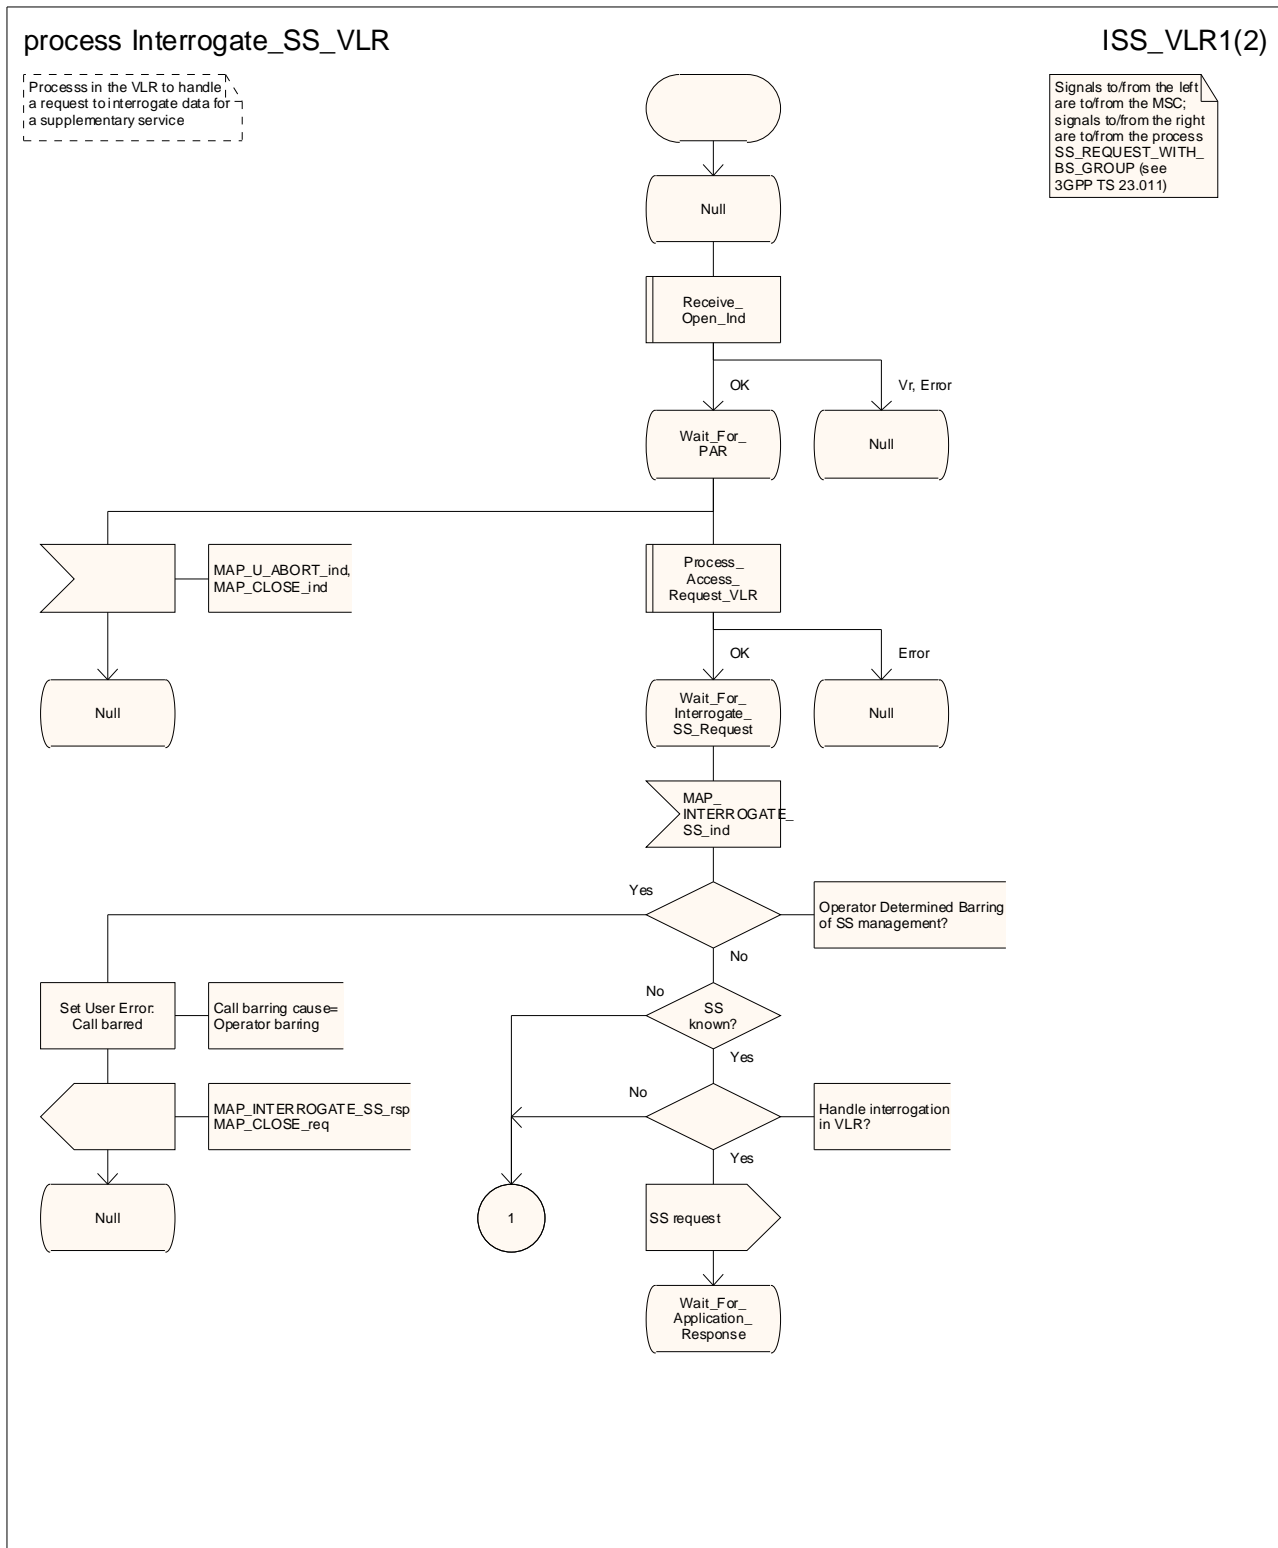 process Interrogate_SS_VLR
ISS_VLR1(2)
Processs in the VLR to handle
a request to interrogate data for
a supplementary service
Signals to/from the left
are to/from the MSC;
signals to/from the right
are to/from the process
SS_REQUEST_WITH_
BS_GROUP (see
3GPP TS 23.011)
Null
Receive_
Open_Ind
OK
Vr, Error
Wait_For_
PAR
Null
MAP_U_ABORT_ind,
MAP_CLOSE_ind
Process_
Access_
Request_VLR
OK
Error
Null
Wait_For_
Interrogate_
SS_Request
Null
MAP_
INTERROGATE_
SS_ind
Yes
Operator Determined Barring
of SS management?
No
Set User Error:
Call barred
Call barring cause=
Operator barring
No
SS
known?
Yes
MAP_INTERROGATE_SS_rsp
MAP_CLOSE_req
No
Handle interrogation
in VLR?
Yes
Null
1
SS request
Wait_For_
Application_
Response